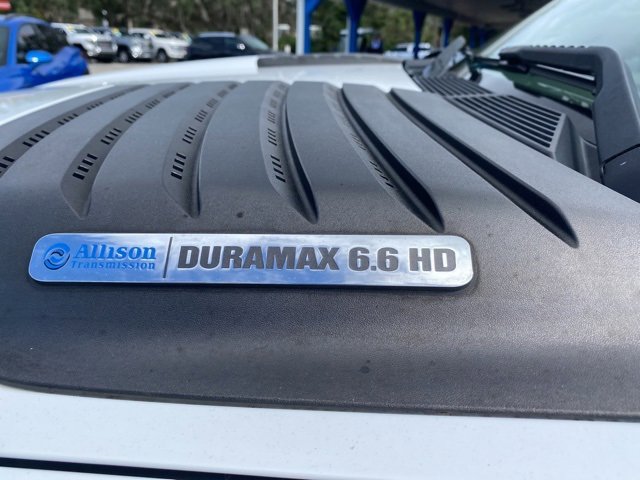 Allison DURAMAX 6.6 HD
Transmission